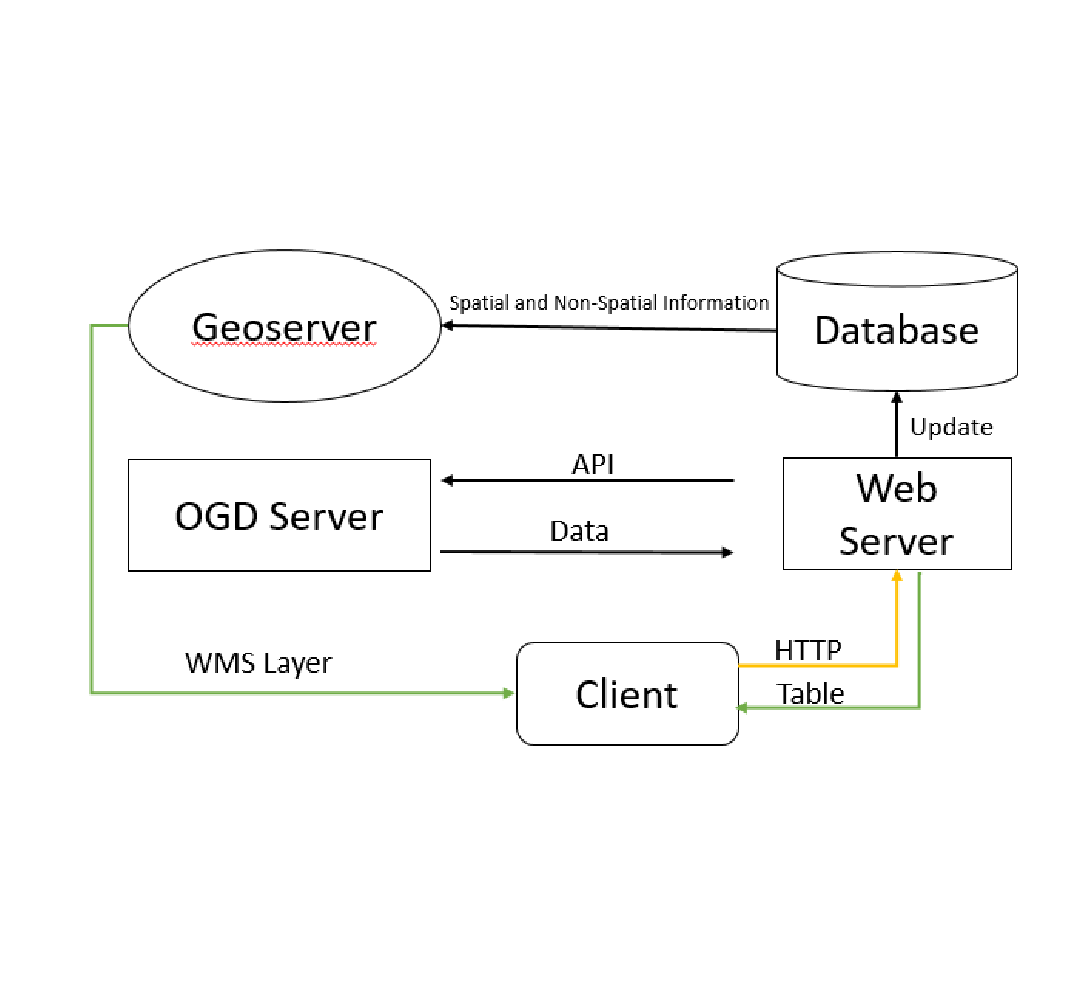 Spatial and Non-Spatial Information
Geoserver
Database
Update
API
Web
Server
OGD Server
Data
HTTP
WMS Layer
Client
Table